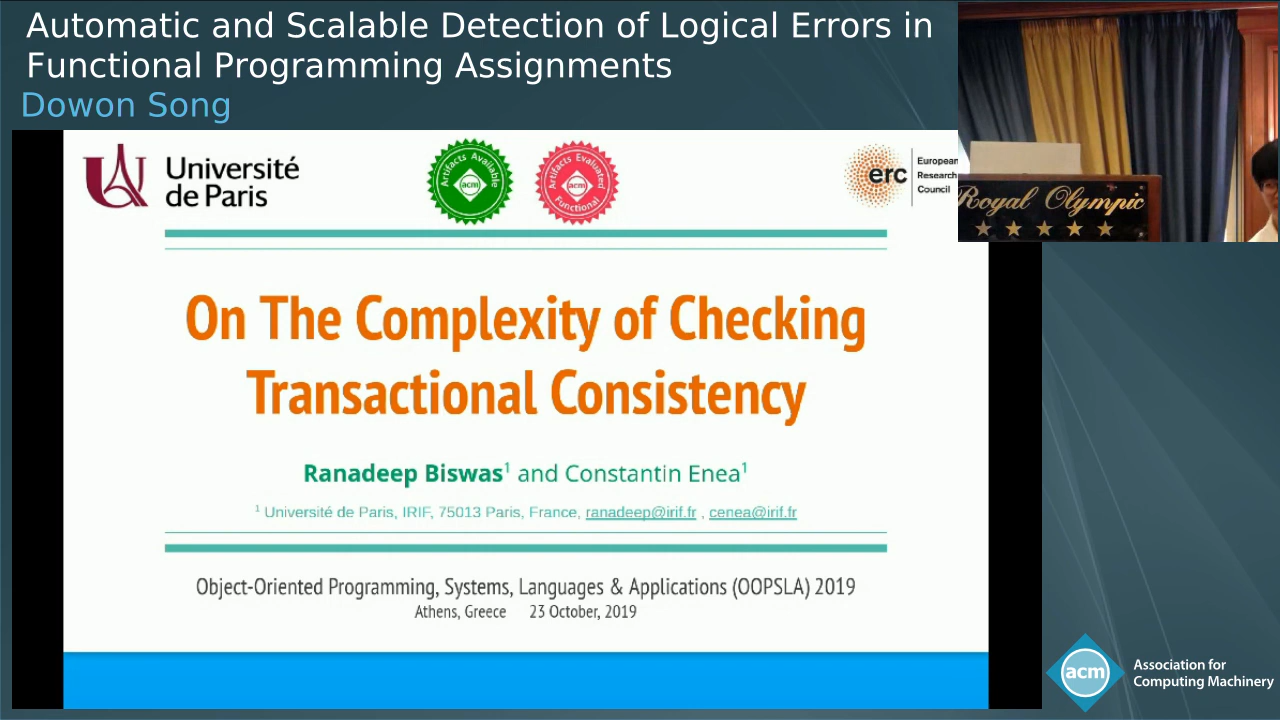 Automatic and Scalable Detection of Logical Errors in
Functional Programming Assignments
Dowon Song
Université
de Paris
Artifacts Available
acm
Artifacts Evaluated
acm
Functional
erc
European
Research
Council
Royal Olympic
On The Complexity of Checking
Transactional Consistency
Ranadeep Biswas¹ and Constantin Enea¹
¹ Université de Paris, IRIF, 75013 Paris, France, ranadeep@irif.fr , cenea@irif.fr
Object-Oriented Programming, Systems, Languages & Applications (OOPSLA) 2019
Athens, Greece 23 October, 2019
acm
Association for
Computing Machinery